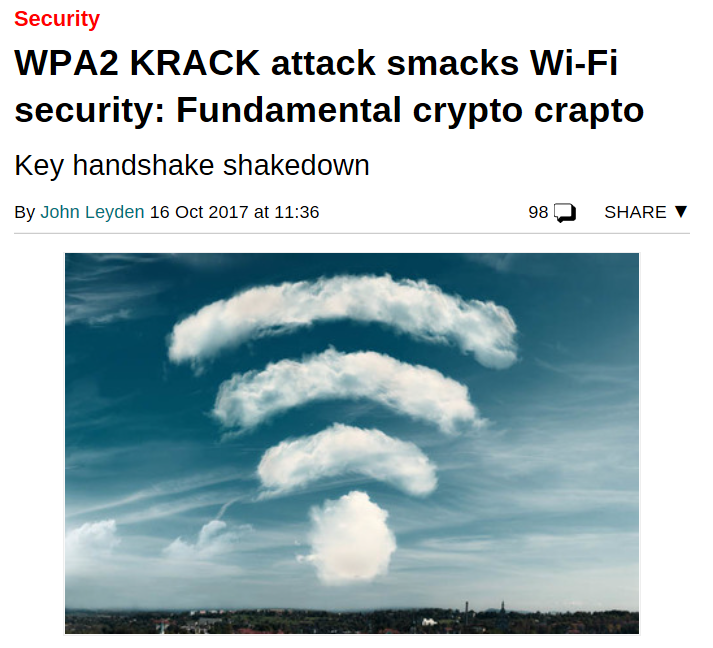 Security
WPA2 KRACK attack smacks Wi-Fi
security: Fundamental crypto crapto
Key handshake shakedown
By John Leyden 16 Oct 2017 at 11:36 98 SHARE ▼